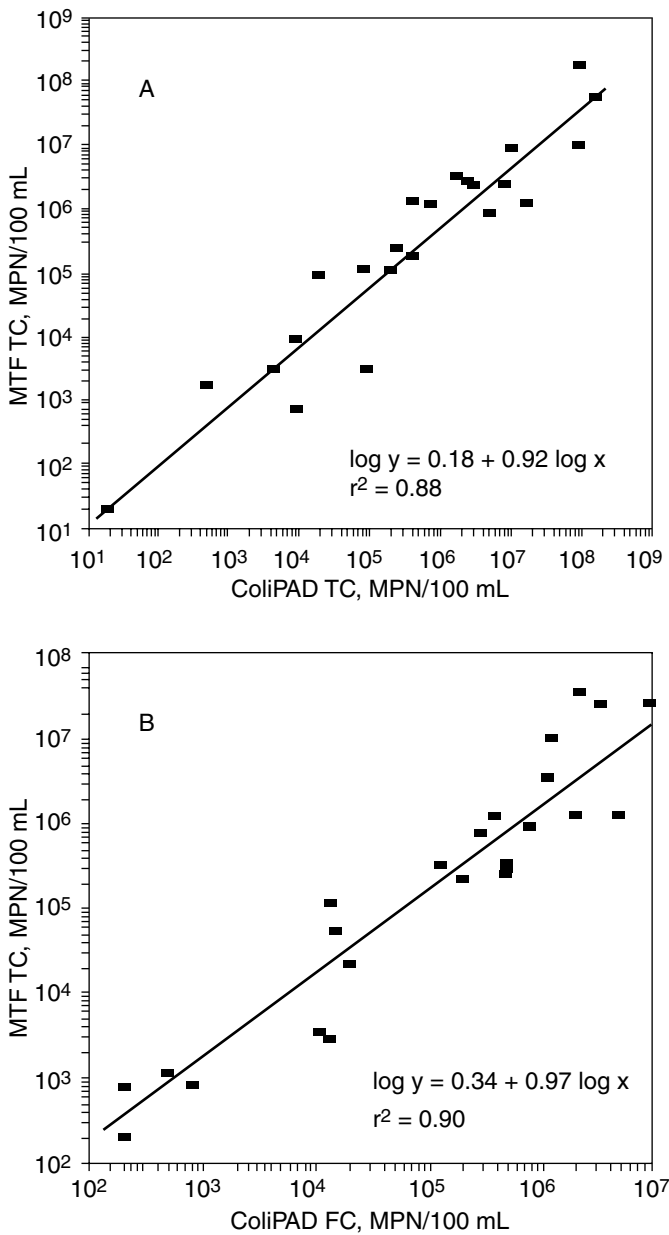 10⁹
10⁸
10⁷
10⁶
10⁵
10⁴
10³
10²
10¹
MTF TC, MPN/100 mL
A
log y = 0.18 + 0.92 log x
r² = 0.88
10¹ 10² 10³ 10⁴ 10⁵ 10⁶ 10⁷ 10⁸ 10⁹
ColiPAD TC, MPN/100 mL
10⁸
10⁷
10⁶
10⁵
10⁴
10³
10²
MTF TC, MPN/100 mL
B
log y = 0.34 + 0.97 log x
r² = 0.90
10² 10³ 10⁴ 10⁵ 10⁶ 10⁷
ColiPAD FC, MPN/100 mL